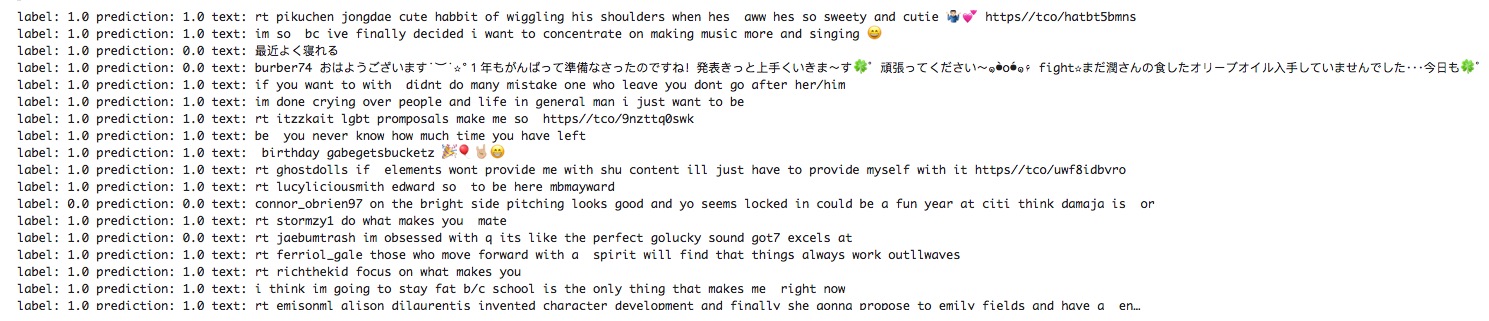 label: 1.0 prediction: 1.0 text: rt pikuchen jongdae cute habbit of wiggling his shoulders when hes  aww hes so sweety and cutie 🤷🏻‍♂️💕 https//tco/hatbt5bmns
label: 1.0 prediction: 1.0 text: im so  bc ive finally decided i want to concentrate on making music more and singing 😄
label: 1.0 prediction: 0.0 text: 最近よく寝れる
label: 1.0 prediction: 0.0 text: burber74 おはようございます˙︶˙☆°１年もがんばって準備なさったのですね! 発表きっと上手くいきま〜す🍀゜ 頑張ってください〜 fight☆まだ潤さんの食したオリーブオイル入手していませんでした･･･今日も🍀゜
label: 1.0 prediction: 1.0 text: if you want to with  didnt do many mistake one who leave you dont go after her/him
label: 1.0 prediction: 1.0 text: im done crying over people and life in general man i just want to be
label: 1.0 prediction: 1.0 text: rt itzzkait lgbt promposals make me so  https//tco/9nzttq0swk
label: 1.0 prediction: 1.0 text: be  you never know how much time you have left
label: 1.0 prediction: 1.0 text:  birthday gabegetsbucketz 🎉🎈🤘🏼😁
label: 1.0 prediction: 1.0 text: rt ghostdolls if  elements wont provide me with shu content ill just have to provide myself with it https//tco/uwf8idbvro
label: 1.0 prediction: 1.0 text: rt lucyliciousmith edward so  to be here mbmayward
label: 0.0 prediction: 0.0 text: connor_obrien97 on the bright side pitching looks good and yo seems locked in could be a fun year at citi think damaja is  or
label: 1.0 prediction: 1.0 text: rt stormzy1 do what makes you  mate
label: 1.0 prediction: 0.0 text: rt jaebumtrash im obsessed with q its like the perfect golucky sound got7 excels at
label: 1.0 prediction: 1.0 text: rt ferriol_gale those who move forward with a  spirit will find that things always work outllwaves
label: 1.0 prediction: 1.0 text: rt richthekid focus on what makes you
label: 1.0 prediction: 1.0 text: i think im going to stay fat b/c school is the only thing that makes me  right now
label: 1.0 prediction: 1.0 text: rt emisonml alison dilaurentis invented character development and finally she gonna propose to emily fields and have a  en…